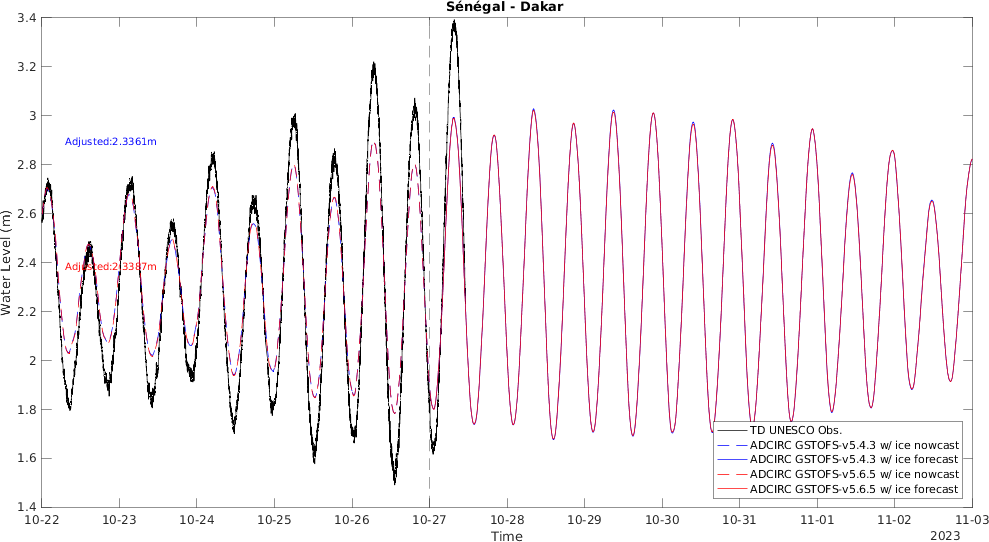 Sénégal - Dakar
3.4
3.2
3
2.8
2.6
2.4
2.2
2
1.8
1.6
1.4
Water Level (m)
Adjusted:2.3361m
Adjusted:2.3387m
TD UNESCO Obs.
ADCIRC GSTOFS-v5.4.3 w/ ice nowcast
ADCIRC GSTOFS-v5.4.3 w/ ice forecast
ADCIRC GSTOFS-v5.6.5 w/ ice nowcast
ADCIRC GSTOFS-v5.6.5 w/ ice forecast
10-22 10-23 10-24 10-25 10-26 10-27 10-28 10-29 10-30 10-31 11-01 11-02 11-03
Time
2023